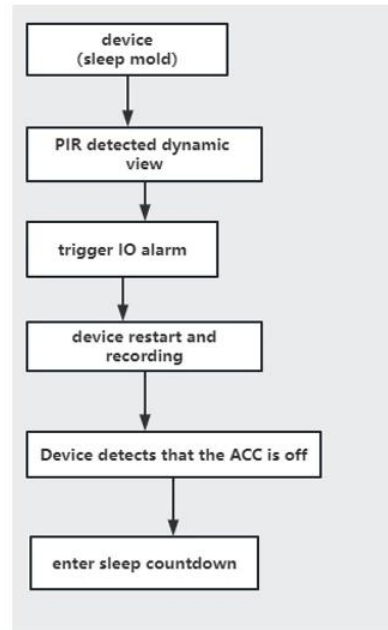 device
(sleep mold)
PIR detected dynamic
view
trigger IO alarm
device restart and
recording
Device detects that the ACC is off
enter sleep countdown